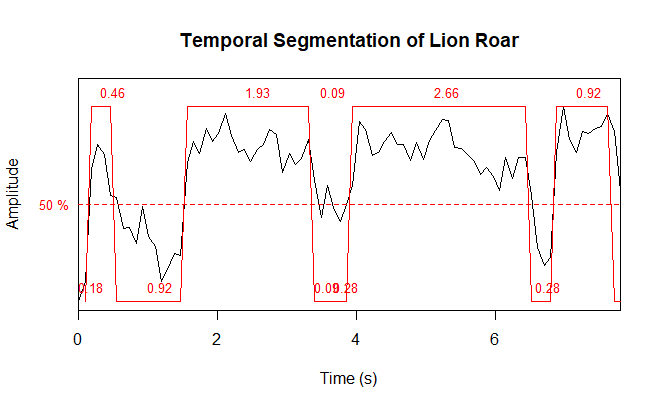 Temporal Segmentation of Lion Roar
0.46 1.93 0.09 2.66 0.92
Amplitude
50 %
0.18 0.92 0.09 0.28 0.28
0 2 4 6
Time (s)